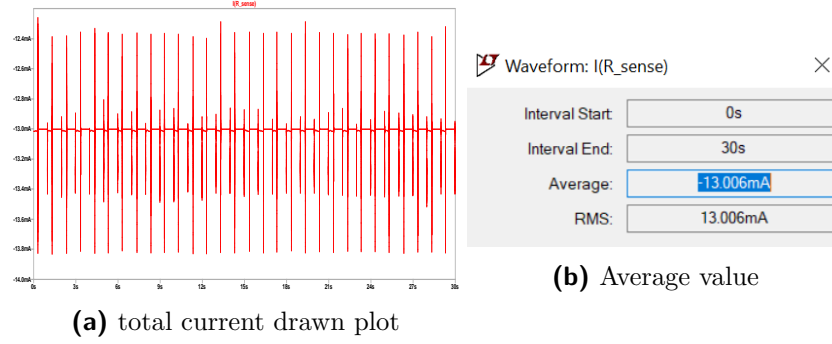 I(R_sense)
-12.4mA
-12.6mA
-12.8mA
-13.0mA
-13.2mA
-13.4mA
-13.6mA
-13.8mA
-14.0mA
0s 3s 6s 9s 12s 15s 18s 21s 24s 27s 30s
(a) total current drawn plot
LT Waveform: I(R_sense)
Interval Start: 0s
Interval End: 30s
Average: -13.006mA
RMS: 13.006mA
(b) Average value